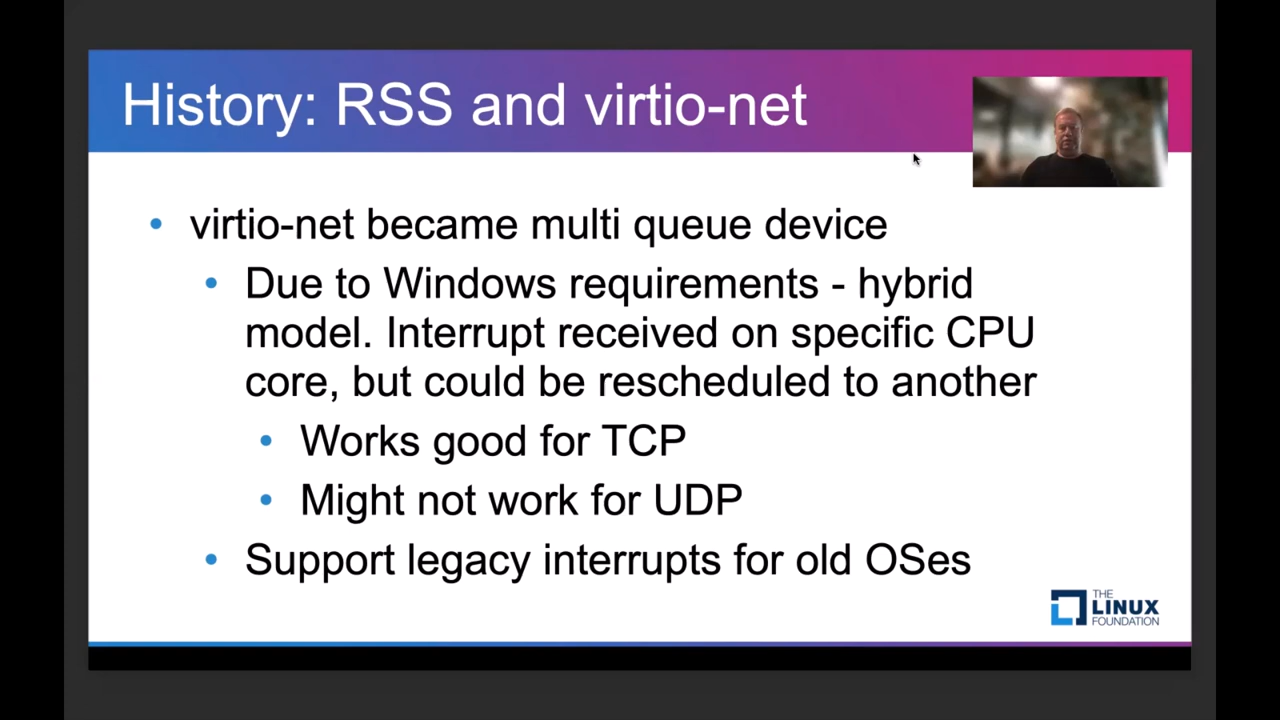 History: RSS and virtio-net
• virtio-net became multi queue device
• Due to Windows requirements - hybrid
model. Interrupt received on specific CPU
core, but could be rescheduled to another
• Works good for TCP
• Might not work for UDP
• Support legacy interrupts for old OSes
THE
LINUX
FOUNDATION